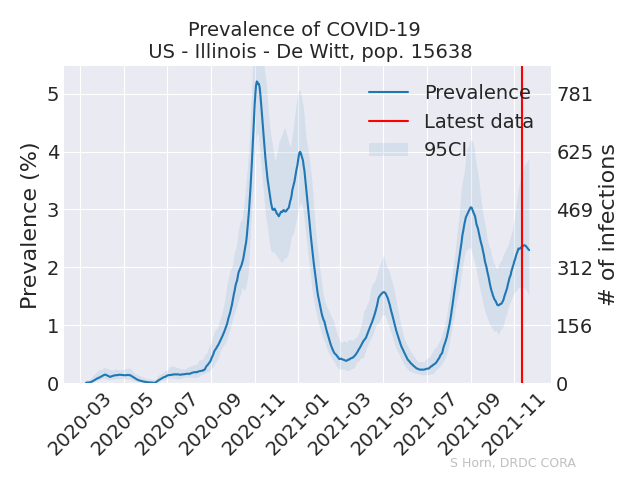 Prevalence of COVID-19
US - Illinois - De Witt, pop. 15638
Prevalence
Latest data
95CI
Prevalence (%)
5
4
3
2
1
0
# of infections
781
625
469
312
156
0
2020-03
2020-05
2020-07
2020-09
2020-11
2021-01
2021-03
2021-05
2021-07
2021-09
2021-11
S Horn, DRDC CORA